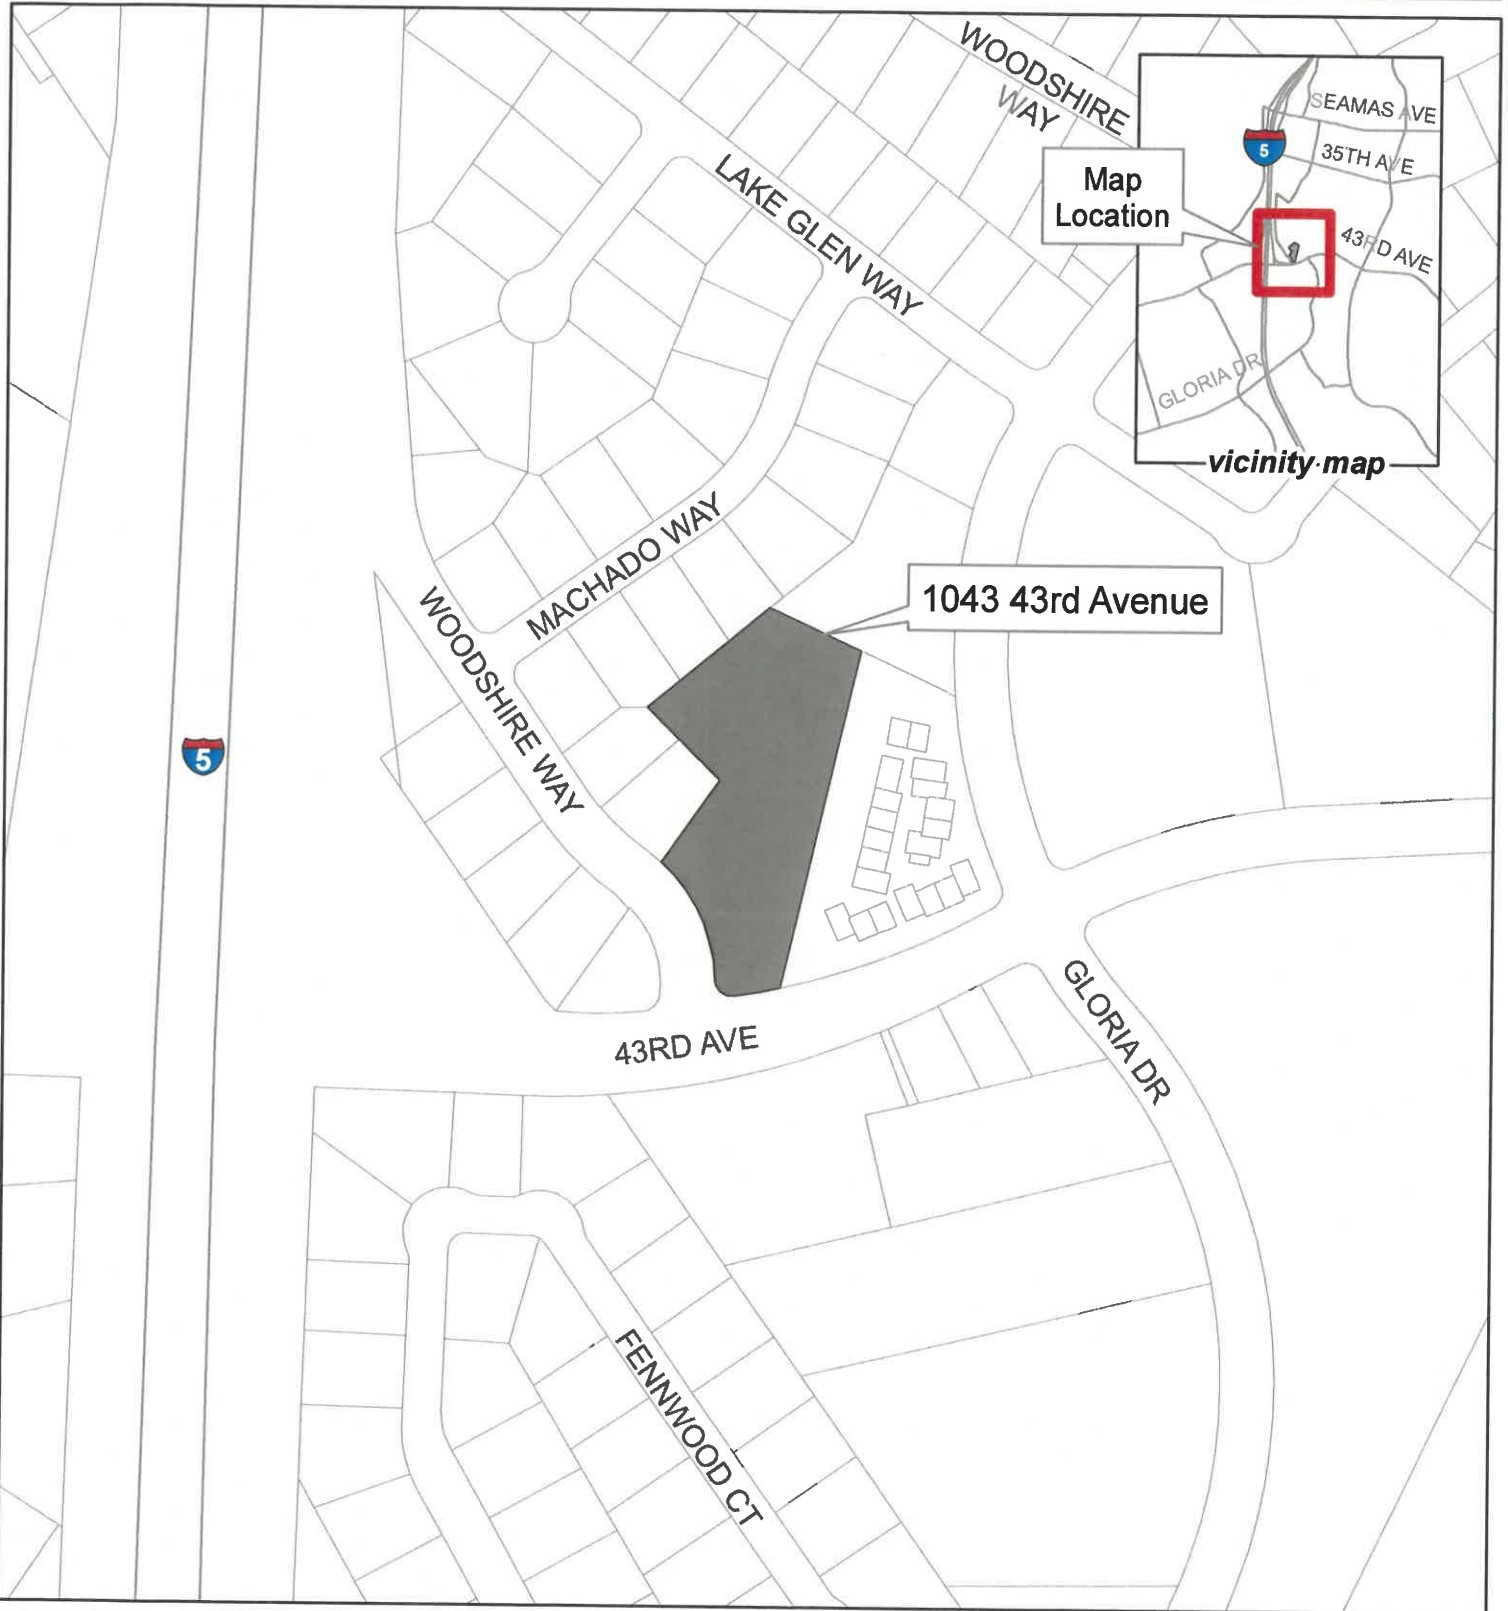 WOODSHIRE
WAY
SEAMAS AVE
5
35TH AVE
Map
Location
43RD AVE
GLORIA DR
vicinity map
LAKE GLEN WAY
MACHADO WAY
1043 43rd Avenue
WOODSHIRE WAY
5
43RD AVE
GLORIA DR
FENNWOOD CT